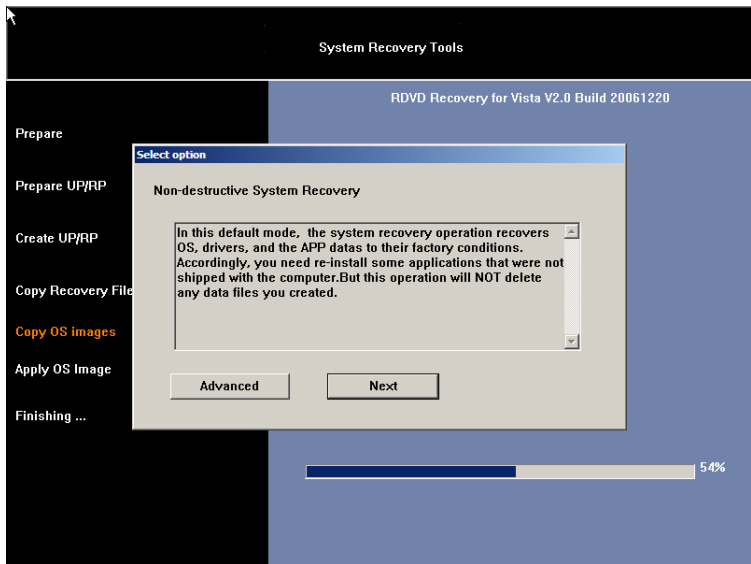 System Recovery Tools
RDVD Recovery for Vista V2.0 Build 20061220
Prepare
Prepare UP/RP
Create UP/RP
Copy Recovery File
Copy OS images
Apply OS Image
Finishing ...
Select option
Non-destructive System Recovery
In this default mode, the system recovery operation recovers
OS, drivers, and the APP datas to their factory conditions.
Accordingly, you need re-install some applications that were not
shipped with the computer.But this operation will NOT delete
any data files you created.
Advanced
Next
54%